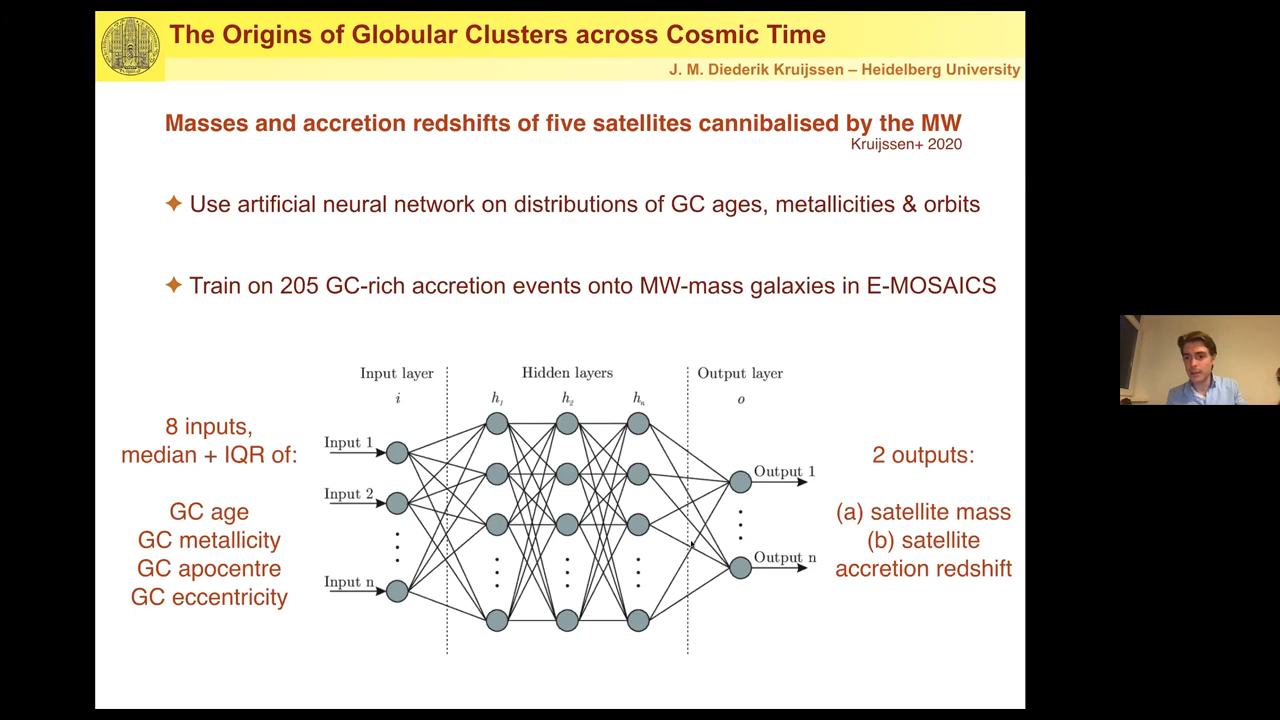 The Origins of Globular Clusters across Cosmic Time
J. M. Diederik Kruijssen – Heidelberg University
Masses and accretion redshifts of five satellites cannibalised by the MW
Kruijssen+ 2020
✦ Use artificial neural network on distributions of GC ages, metallicities & orbits
✦ Train on 205 GC-rich accretion events onto MW-mass galaxies in E-MOSAICS
Input layer
i
Hidden layers
h₁ h₂ hₙ
Output layer
o
8 inputs,
median + IQR of:
GC age
GC metallicity
GC apocentre
GC eccentricity
Input 1
Input 2
Input n
Output 1
Output n
2 outputs:
(a) satellite mass
(b) satellite
accretion redshift